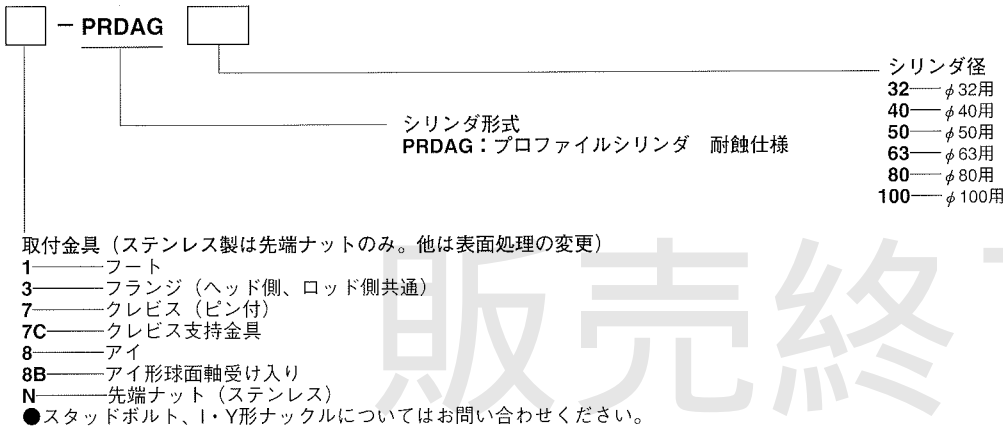 − PRDAG
シリンダ径
32── φ32用
40── φ40用
50── φ50用
63── φ63用
80── φ80用
100── φ100用
シリンダ形式
PRDAG：プロファイルシリンダ 耐蝕仕様
取付金具（ステンレス製は先端ナットのみ。他は表面処理の変更）
1───フート
3───フランジ（ヘッド側、ロッド側共通）
7───クレビス（ピン付）
7C───クレビス支持金具
8───アイ
8B───アイ形球面軸受け入り
N───先端ナット（ステンレス）
●スタッドボルト、I・Y形ナックルについてはお問い合わせください。
販売終